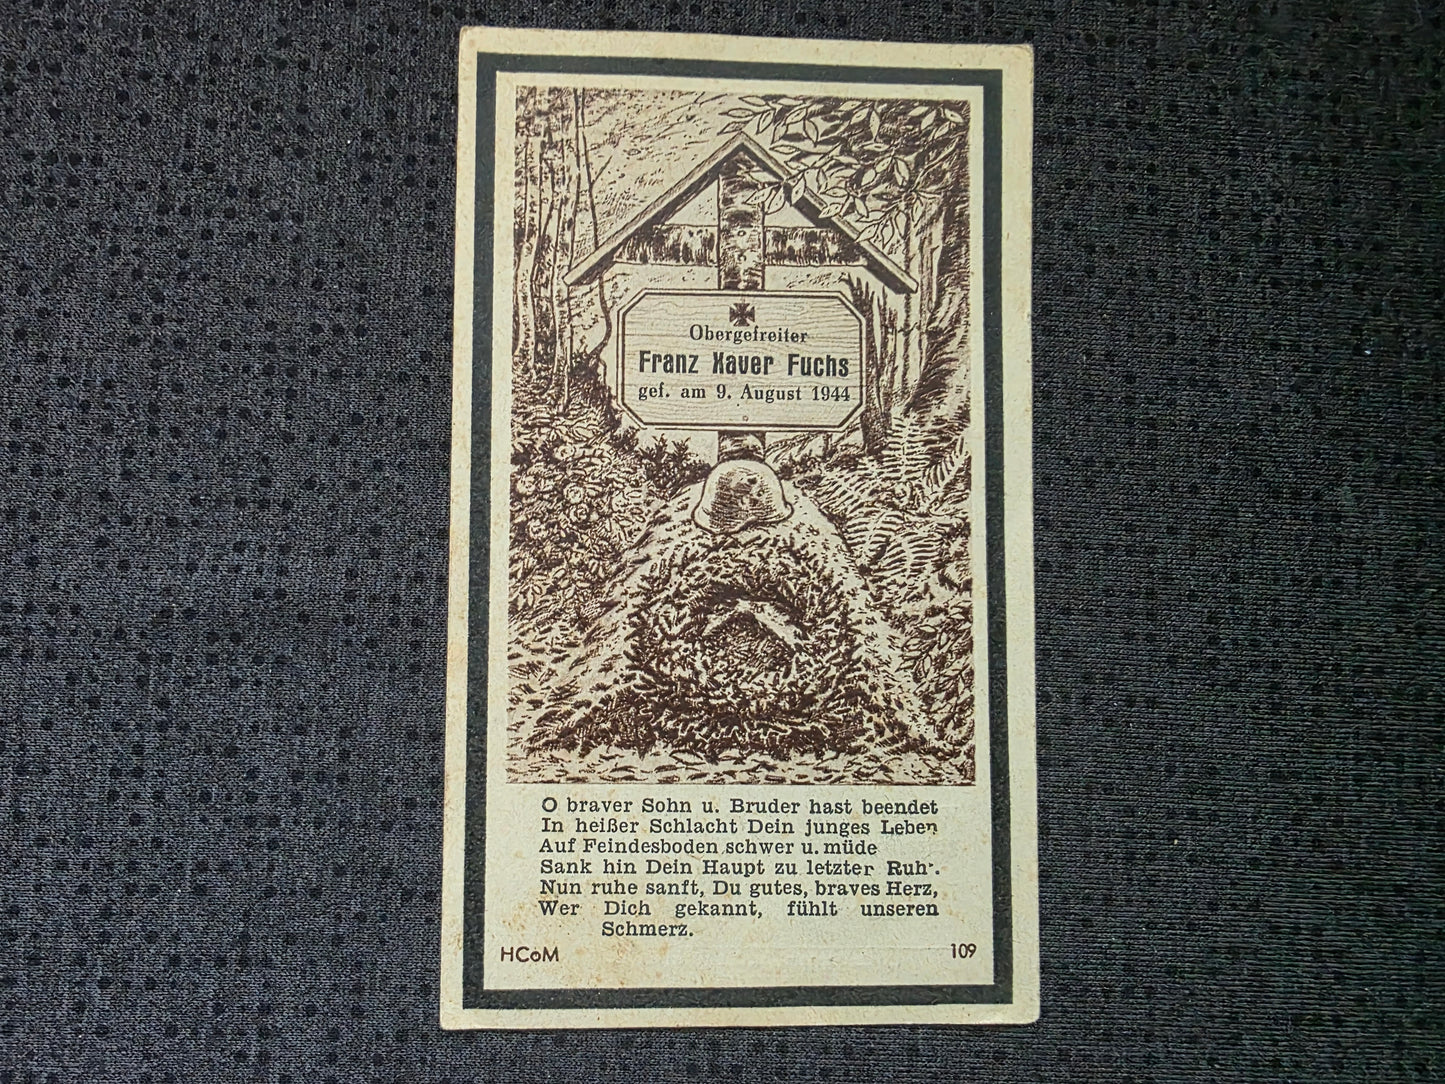 Obergefreiter
Franz Xaver Fuchs
gef. am 9. August 1944
O braver Sohn u. Bruder hast beendet
In heißer Schlacht Dein junges Leben
Auf Feindesboden schwer u. müde
Sank hin Dein Haupt zu letzter Ruh'.
Nun ruhe sanft, Du gutes, braves Herz,
Wer Dich gekannt, fühlt unseren
Schmerz.
HCoM
109